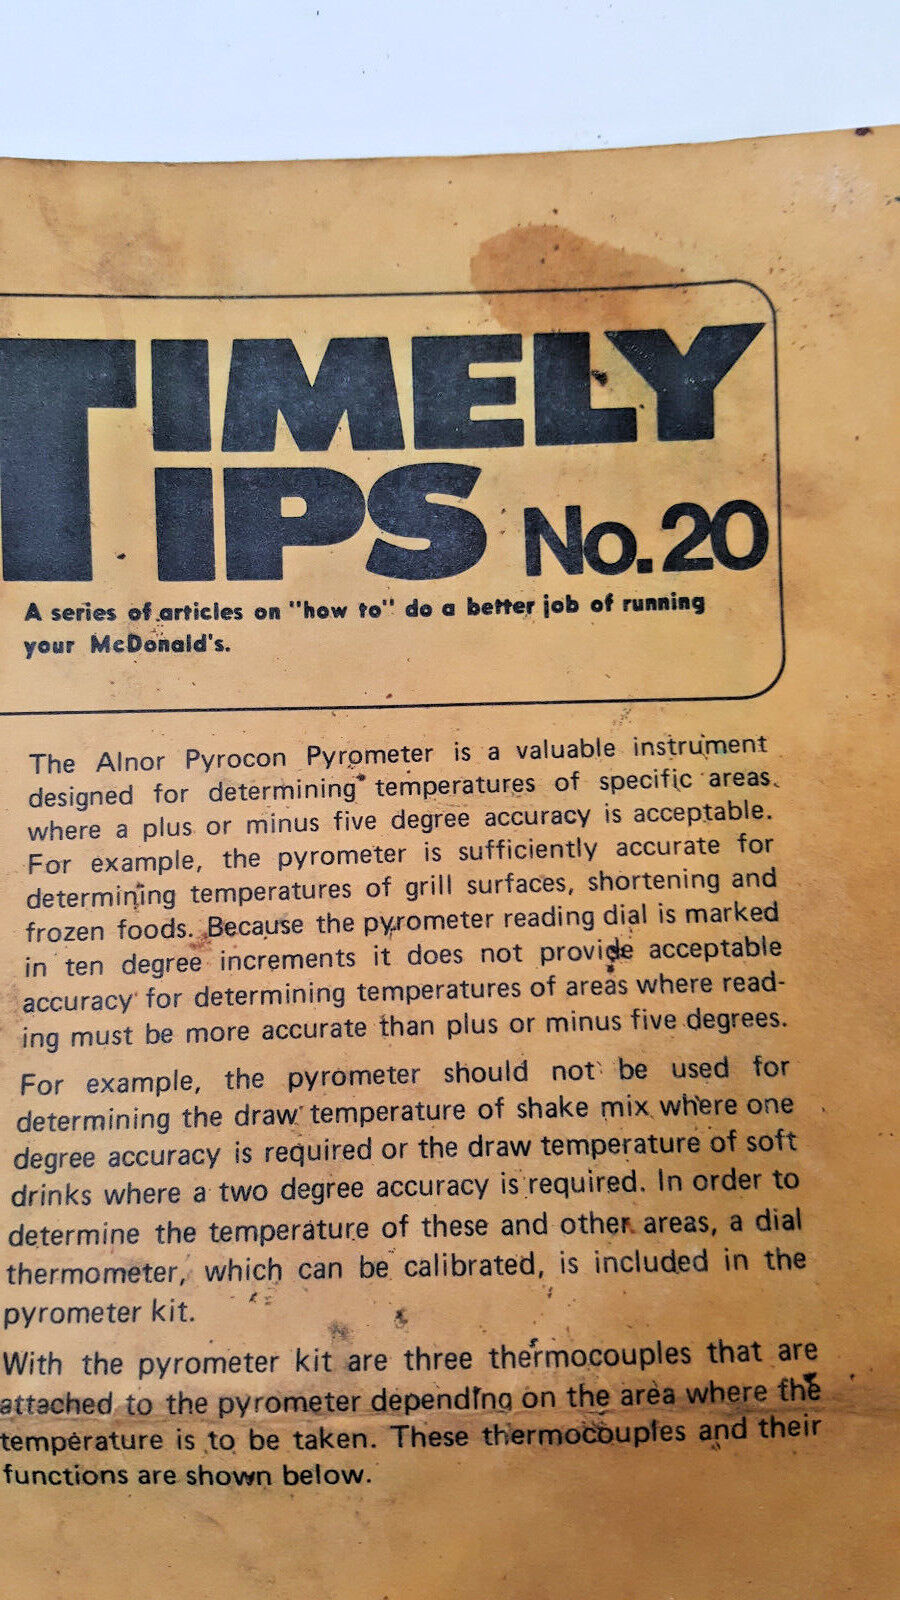 TIMELY
TIPS No. 20
A series of articles on "how to" do a better job of running
your McDonald's.
The Alnor Pyrocon Pyrometer is a valuable instrument
designed for determining temperatures of specific areas
where a plus or minus five degree accuracy is acceptable.
For example, the pyrometer is sufficiently accurate for
determining temperatures of grill surfaces, shortening and
frozen foods. Because the pyrometer reading dial is marked
in ten degree increments it does not provide acceptable
accuracy for determining temperatures of areas where read-
ing must be more accurate than plus or minus five degrees.
For example, the pyrometer should not be used for
determining the draw temperature of shake mix where one
degree accuracy is required or the draw temperature of soft
drinks where a two degree accuracy is required. In order to
determine the temperature of these and other areas, a dial
thermometer, which can be calibrated, is included in the
pyrometer kit.
With the pyrometer kit are three thermocouples that are
attached to the pyrometer depending on the area where the
temperature is to be taken. These thermocouples and their
functions are shown below.